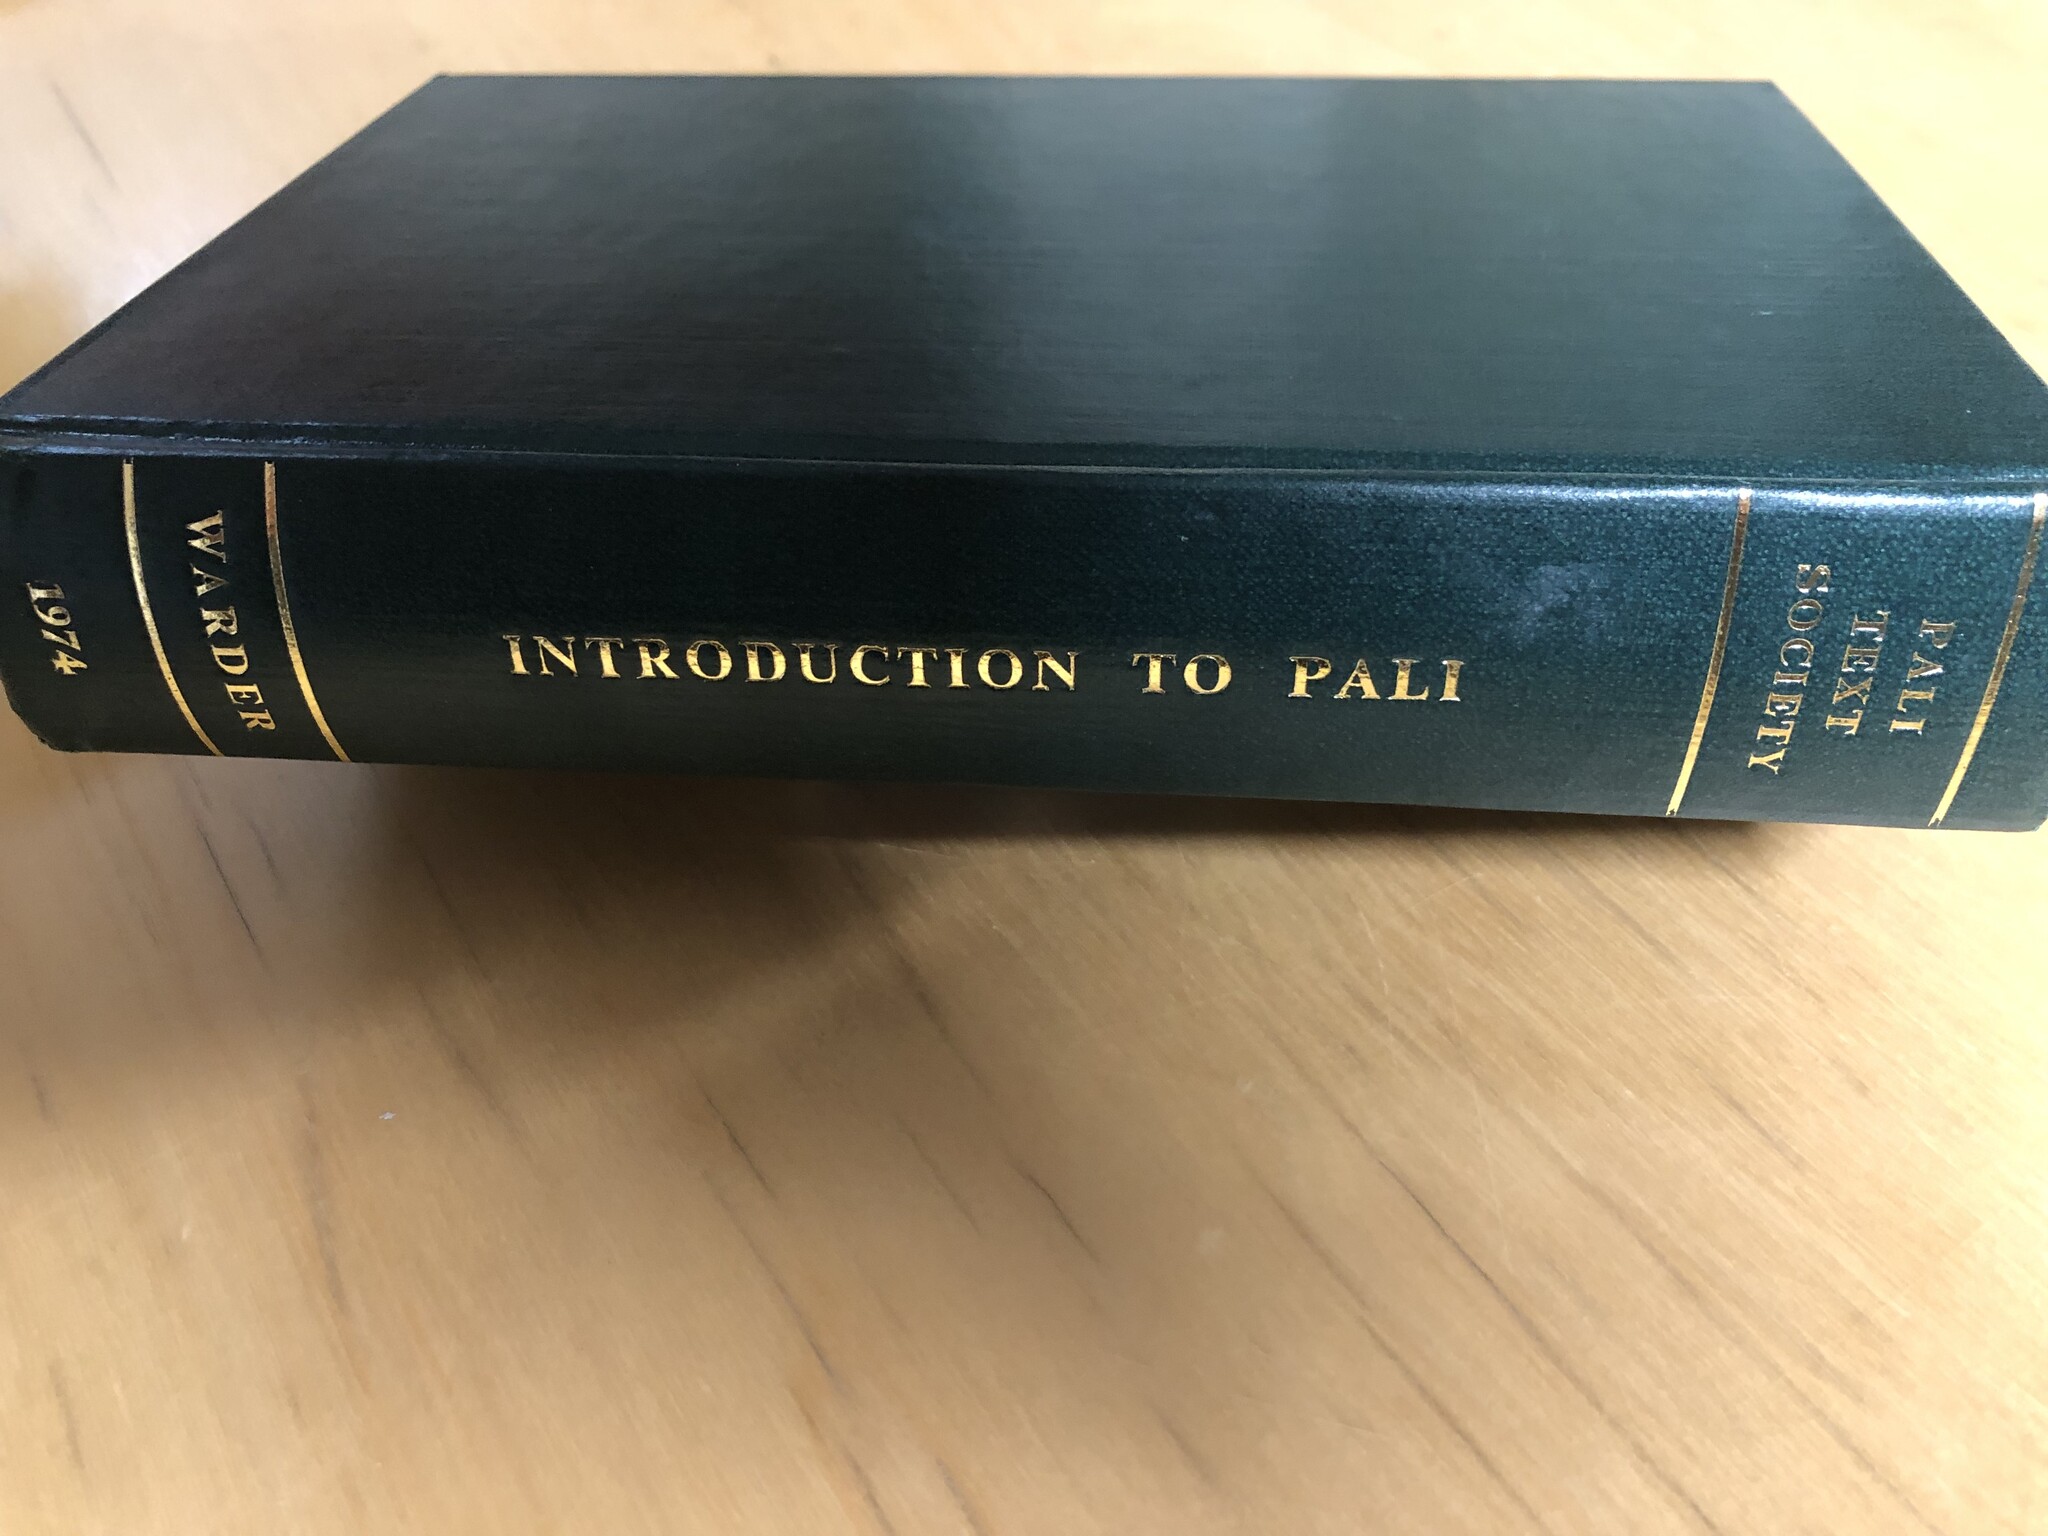 1974
WARDER
INTRODUCTION TO PALI
PALI
TEXT
SOCIETY